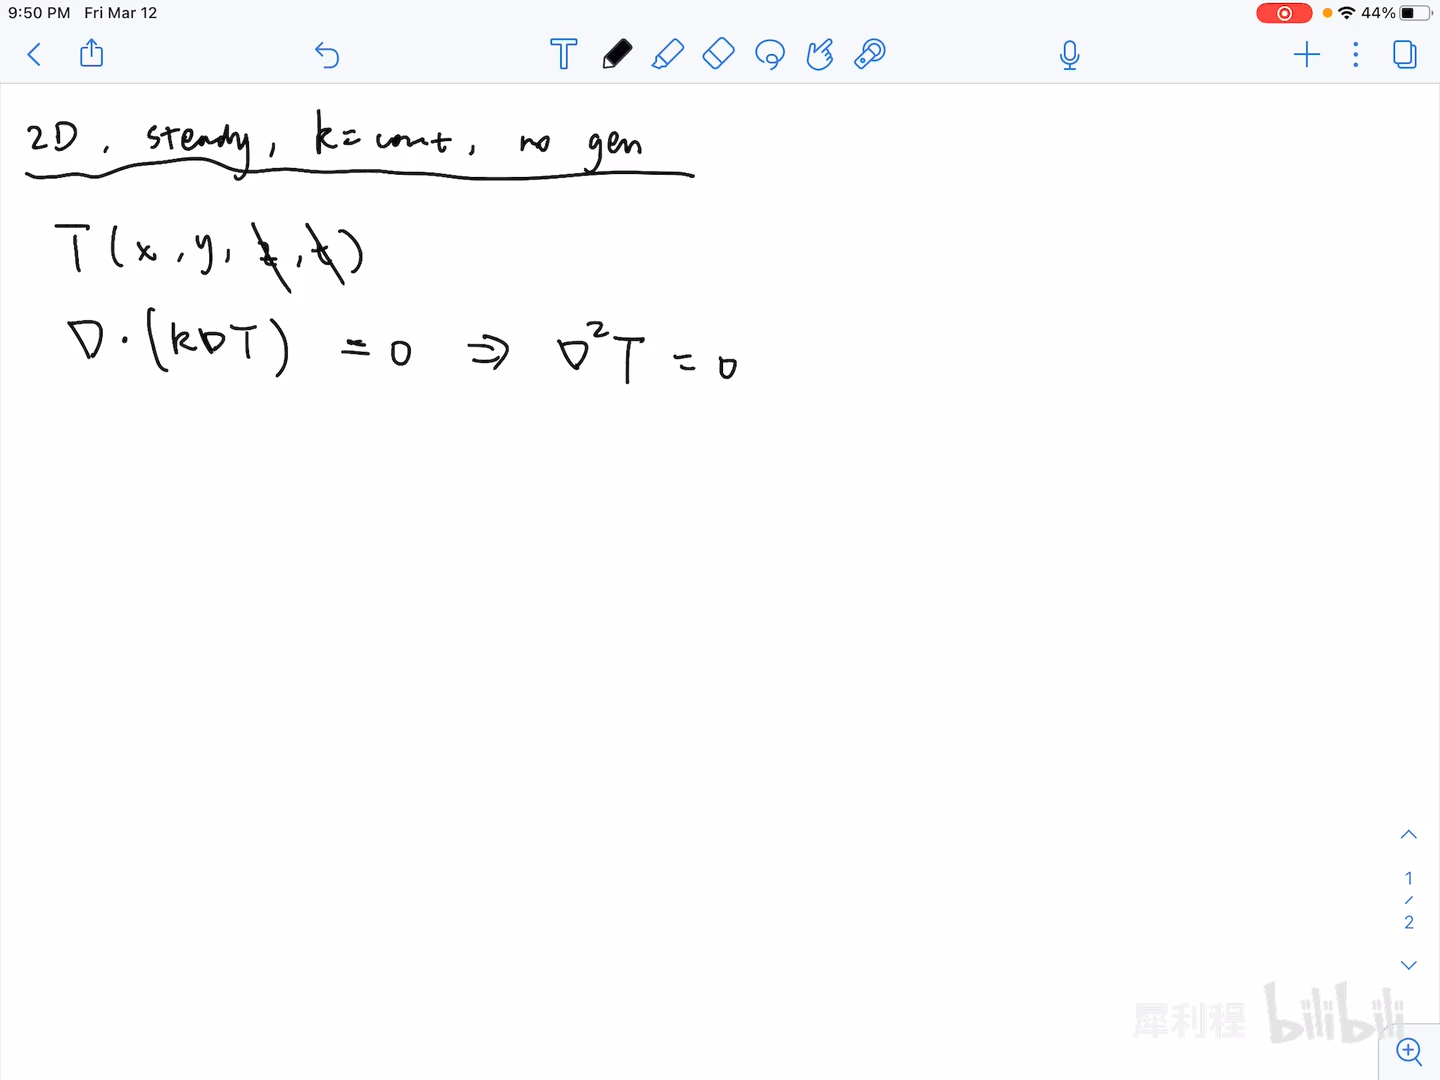 9:50 PM Fri Mar 12 44%
2D, steady, k=const, no gen
T(x, y, z, t)
∇·(k∇T) = 0 ⇒ ∇²T = 0
1
/
2
犀利程 bilibili